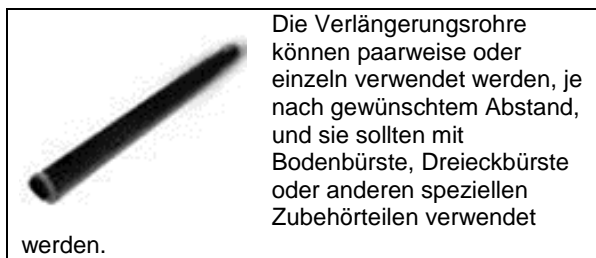 Die Verlängerungsrohre
können paarweise oder
einzeln verwendet werden, je
nach gewünschtem Abstand,
und sie sollten mit
Bodenbürste, Dreieckbürste
oder anderen speziellen
Zubehörteilen verwendet
werden.